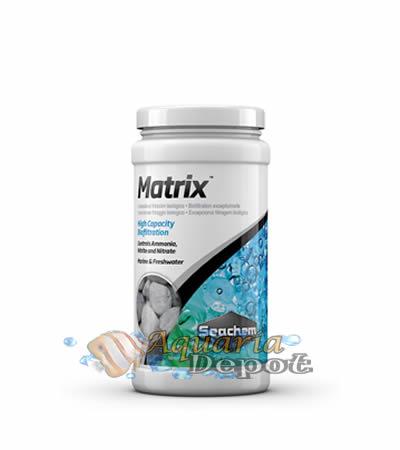 Matrix™
High Capacity
Biofiltration
Controls Ammonia,
Nitrite and Nitrate
Marine & Freshwater
Seachem
Aquaria
Depot